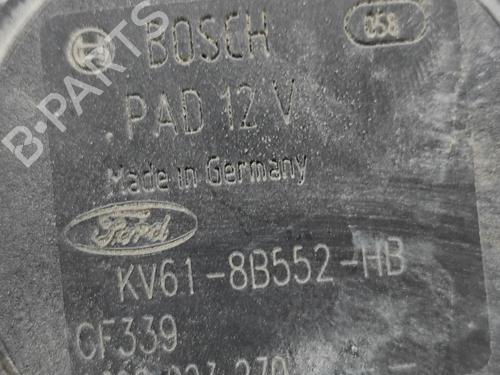 BOSCH
058
PAD 12 V
Made in Germany
Ford
KV61-8B552-HB
CF339
B-PARTS